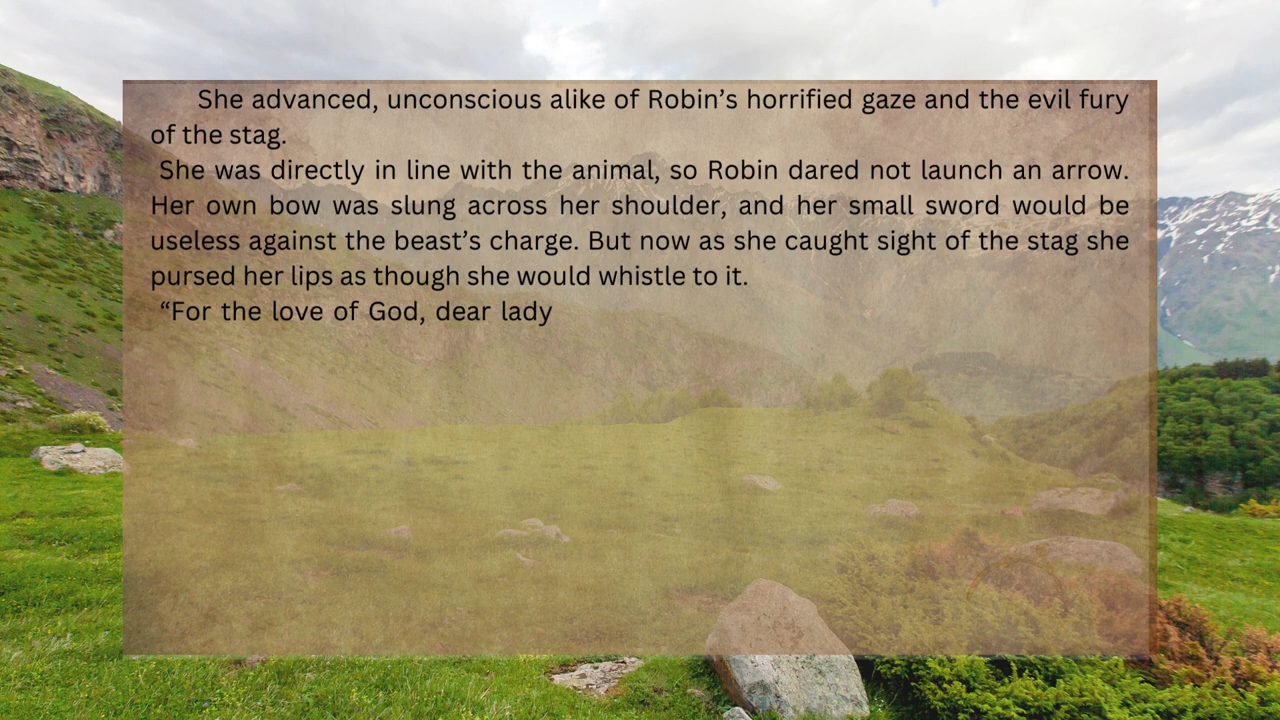 She advanced, unconscious alike of Robin’s horrified gaze and the evil fury
of the stag.
She was directly in line with the animal, so Robin dared not launch an arrow.
Her own bow was slung across her shoulder, and her small sword would be
useless against the beast’s charge. But now as she caught sight of the stag she
pursed her lips as though she would whistle to it.
“For the love of God, dear lady